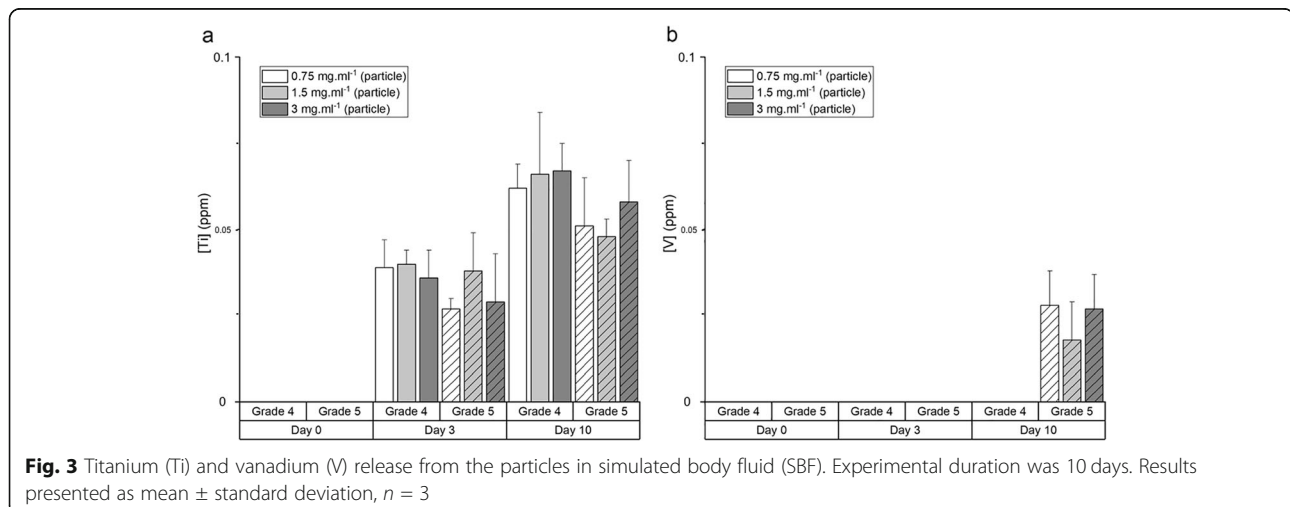 a
0.1
0.75 mg.ml⁻¹ (particle)
1.5 mg.ml⁻¹ (particle)
3 mg.ml⁻¹ (particle)
[Ti] (ppm)
0.05
0
Grade 4 Grade 5 Grade 4 Grade 5 Grade 4 Grade 5
Day 0 Day 3 Day 10
b
0.1
0.75 mg.ml⁻¹ (particle)
1.5 mg.ml⁻¹ (particle)
3 mg.ml⁻¹ (particle)
[V] (ppm)
0.05
0
Grade 4 Grade 5 Grade 4 Grade 5 Grade 4 Grade 5
Day 0 Day 3 Day 10
Fig. 3 Titanium (Ti) and vanadium (V) release from the particles in simulated body fluid (SBF). Experimental duration was 10 days. Results
presented as mean ± standard deviation, n = 3